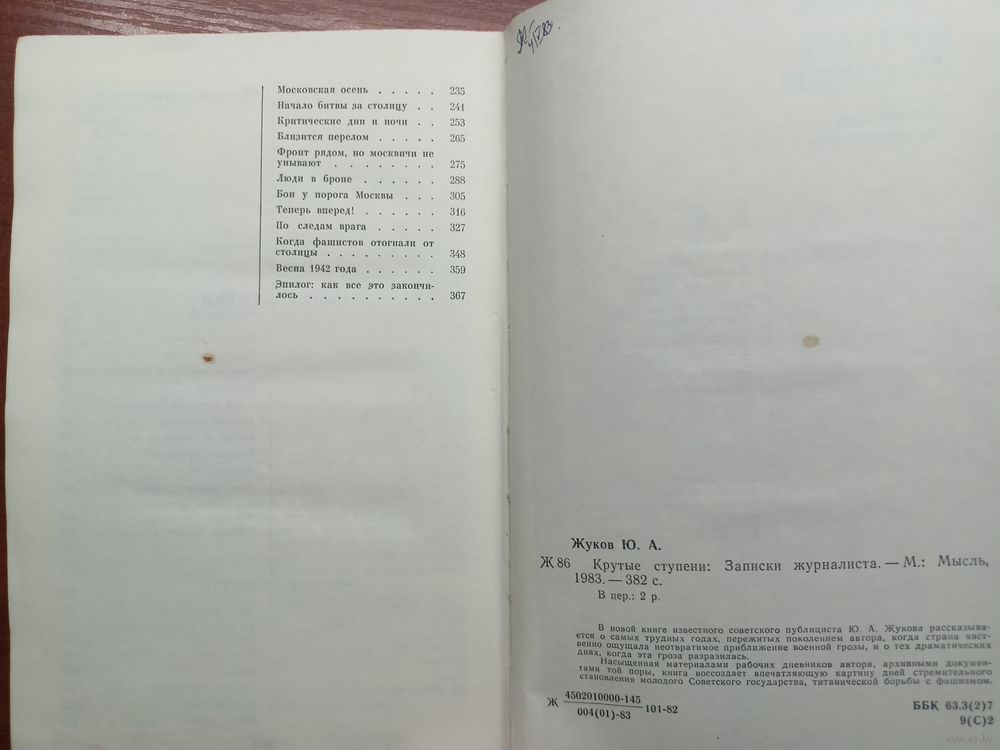 Московская осень . . . . . 235
Начало битвы за столицу . . 241
Критические дни и ночи . . 253
Близится перелом . . . . . 265
Фронт рядом, но москвичи не
унывают . . . . . . . . 275
Люди в броне . . . . . . 288
Бои у порога Москвы . . . 305
Теперь вперед! . . . . . . 316
По следам врага . . . . . 327
Когда фашистов отогнали от
столицы . . . . . . . . . 348
Весна 1942 года . . . . . . 359
Эпилог: как все это закончи-
лось . . . . . . . . . . 367
Жуков Ю. А.
Ж 86 Крутые ступени: Записки журналиста. — М.: Мысль,
1983. — 382 с.
В пер.: 2 р.
В новой книге известного советского публициста Ю. А. Жукова рассказыва-
ется о самых трудных годах, пережитых поколением автора, когда страна явст-
венно ощущала неотвратимое приближение военной грозы, и о тех драматических
днях, когда эта гроза разразилась.
Насыщенная материалами рабочих дневников автора, архивными докумен-
тами той поры, книга воссоздает впечатляющую картину дней стремительного
становления молодого Советского государства, титанической борьбы с фашизмом.
Ж 4502010000-145
004(01)-83 101-82
ББК 63.3(2)7
9(С)2
www.ay.by